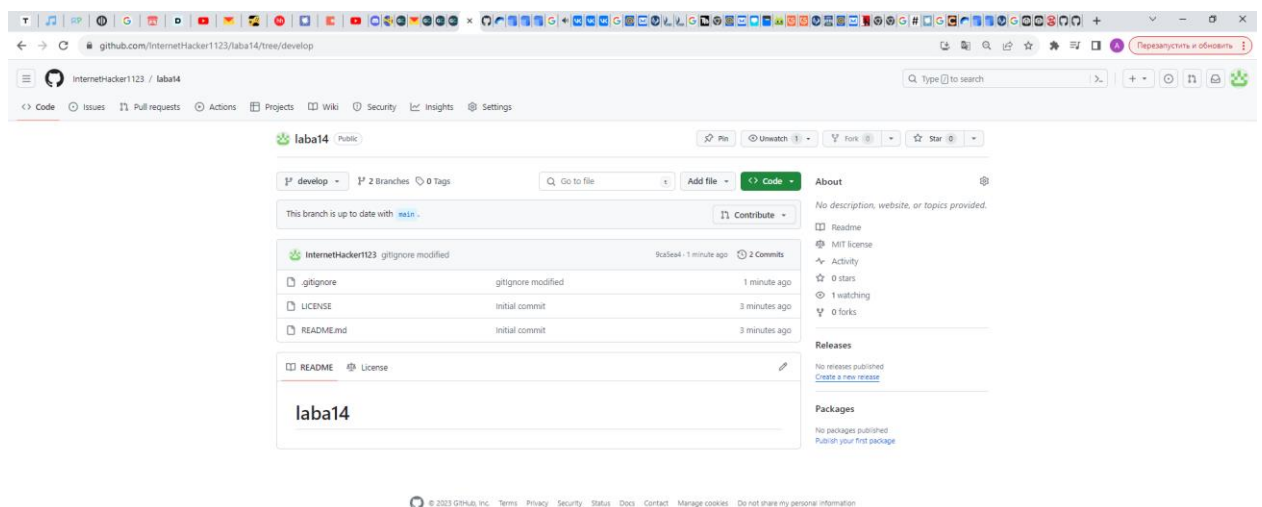 github.com/InternetHacker1123/laba14/tree/develop
Перезапустить и обновить
InternetHacker1123 / laba14
Type / to search
Code Issues Pull requests Actions Projects Wiki Security Insights Settings
laba14 Public
Pin Unwatch 1 Fork 0 Star 0
develop 2 Branches 0 Tags Go to file t Add file Code
This branch is up to date with main .
Contribute
InternetHacker1123 gitignore modified 1 minute ago 2 Commits
.gitignore gitignore modified 1 minute ago
LICENSE Initial commit 3 minutes ago
README.md Initial commit 3 minutes ago
README License
laba14
About
No description, website, or topics provided.
Readme
MIT license
Activity
0 stars
1 watching
0 forks
Releases
No releases published
Create a new release
Packages
No packages published
Publish your first package
© 2023 GitHub, Inc. Terms Privacy Security Status Docs Contact Manage cookies Do not share my personal information